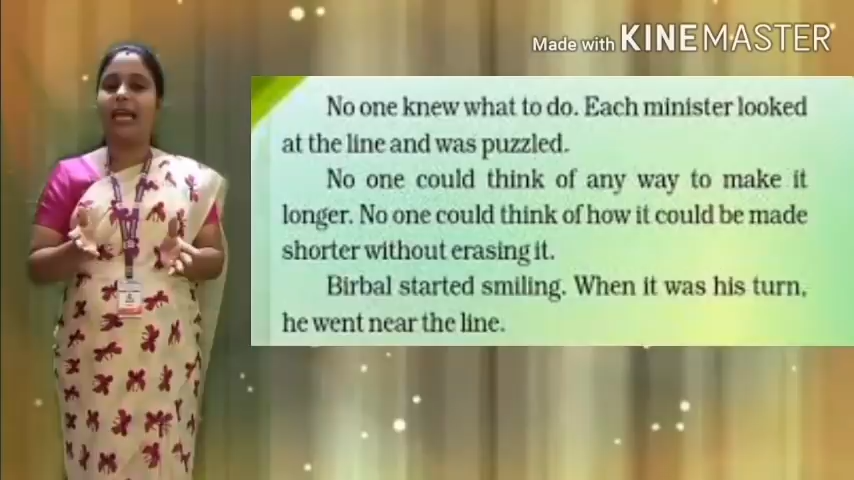 Made with KINEMASTER
No one knew what to do. Each minister looked
at the line and was puzzled.
No one could think of any way to make it
longer. No one could think of how it could be made
shorter without erasing it.
Birbal started smiling. When it was his turn,
he went near the line.